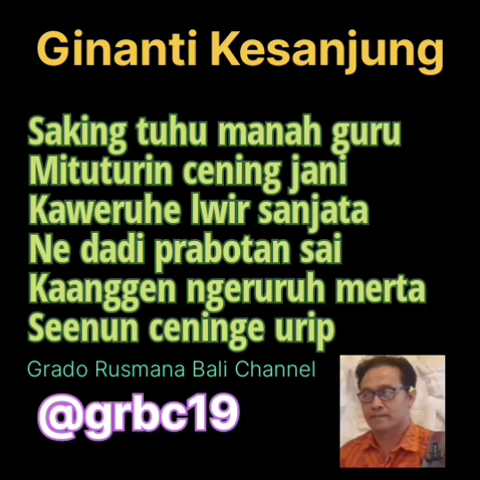 Ginanti Kesanjung
Saking tuhu manah guru
Mituturin cening jani
Kaweruhe lwir sanjata
Ne dadi prabotan sai
Kaanggen ngeruruh merta
Seenun ceninge urip
Grado Rusmana Bali Channel
@grbc19